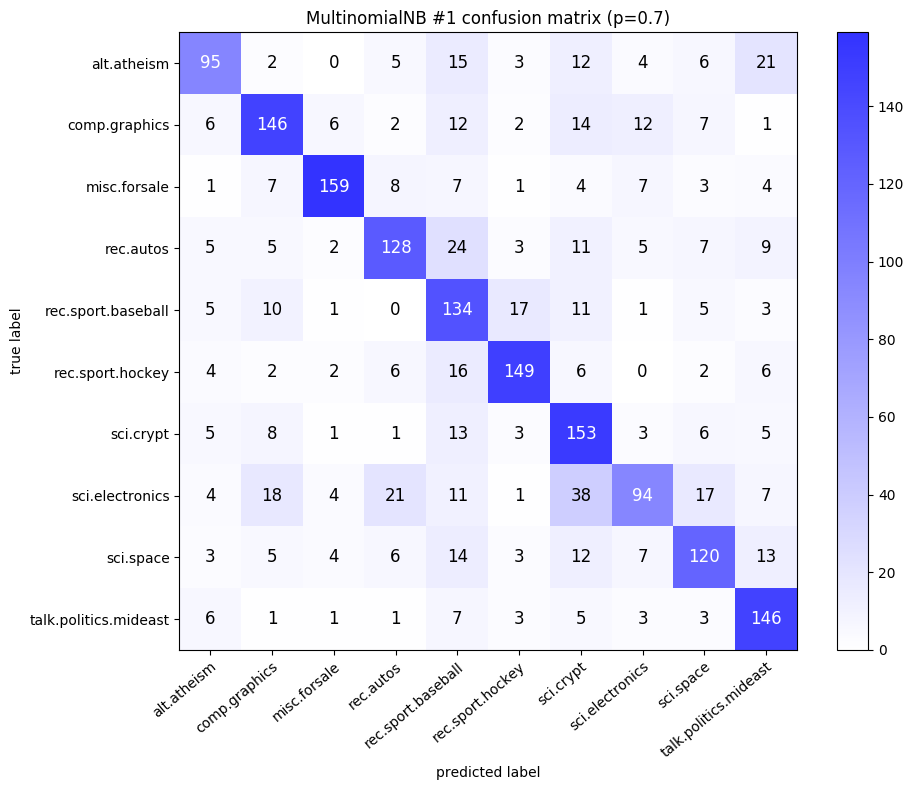 MultinomialNB #1 confusion matrix (p=0.7)
alt.atheism 95 2 0 5 15 3 12 4 6 21
comp.graphics 6 146 6 2 12 2 14 12 7 1
misc.forsale 1 7 159 8 7 1 4 7 3 4
rec.autos 5 5 2 128 24 3 11 5 7 9
rec.sport.baseball 5 10 1 0 134 17 11 1 5 3
rec.sport.hockey 4 2 2 6 16 149 6 0 2 6
sci.crypt 5 8 1 1 13 3 153 3 6 5
sci.electronics 4 18 4 21 11 1 38 94 17 7
sci.space 3 5 4 6 14 3 12 7 120 13
talk.politics.mideast 6 1 1 1 7 3 5 3 3 146
alt.atheism comp.graphics misc.forsale rec.autos rec.sport.baseball rec.sport.hockey sci.crypt sci.electronics sci.space talk.politics.mideast
predicted label
true label
140
120
100
80
60
40
20
0